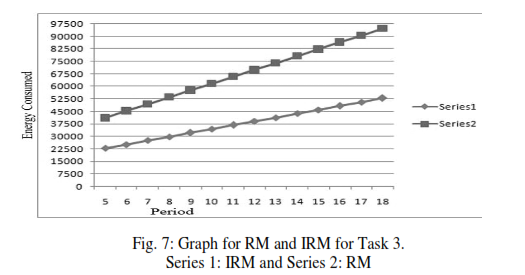 97500
90000
82500
75000
67500
60000
52500
45000
37500
30000
22500
15000
7500
0
Energy Consumed
5 6 7 8 9 10 11 12 13 14 15 16 17 18
Period
Series1
Series2
Fig. 7: Graph for RM and IRM for Task 3.
Series 1: IRM and Series 2: RM